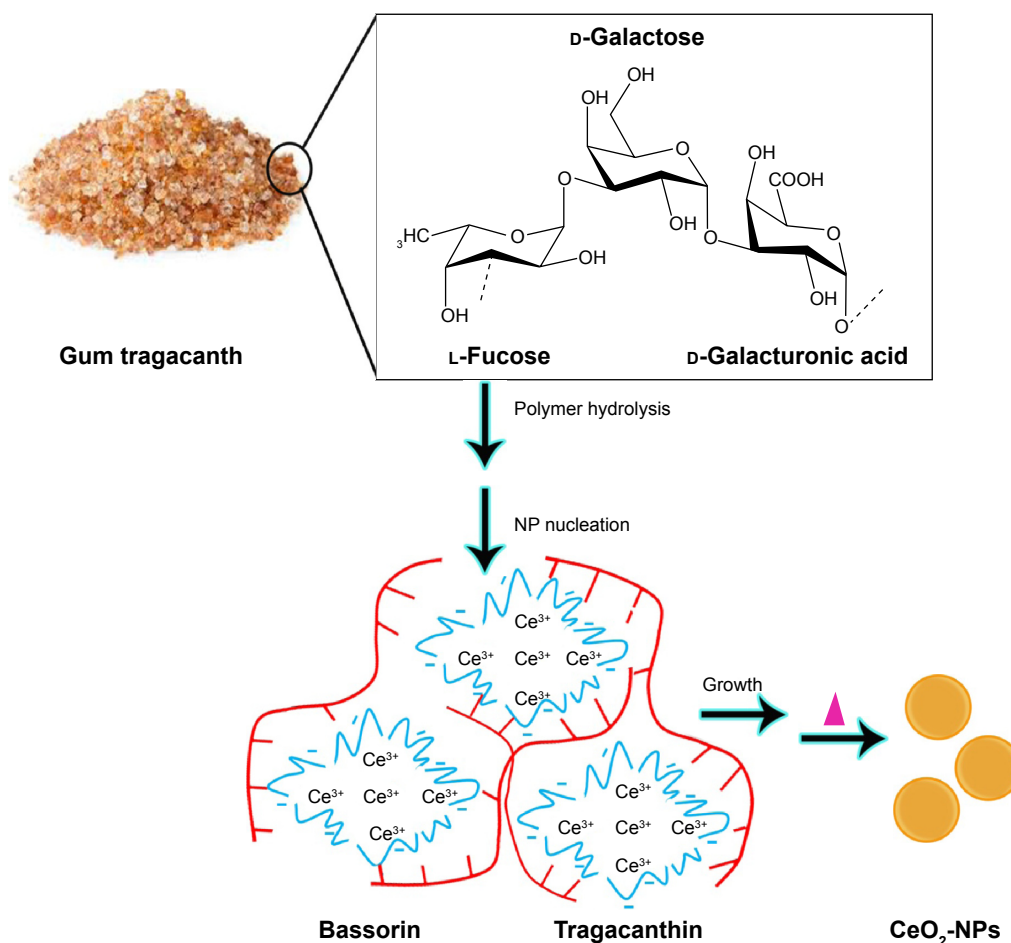 D-Galactose
OH
OH
O
OH
COOH
O
O
OH
O
O
₃HC
O
OH
OH
OH
O
Gum tragacanth
L-Fucose
D-Galacturonic acid
Polymer hydrolysis
NP nucleation
Ce³⁺
Ce³⁺ Ce³⁺ Ce³⁺
Ce³⁺
Growth
Ce³⁺
Ce³⁺ Ce³⁺ Ce³⁺
Ce³⁺
Ce³⁺
Ce³⁺ Ce³⁺ Ce³⁺
Ce³⁺
Bassorin
Tragacanthin
CeO₂-NPs